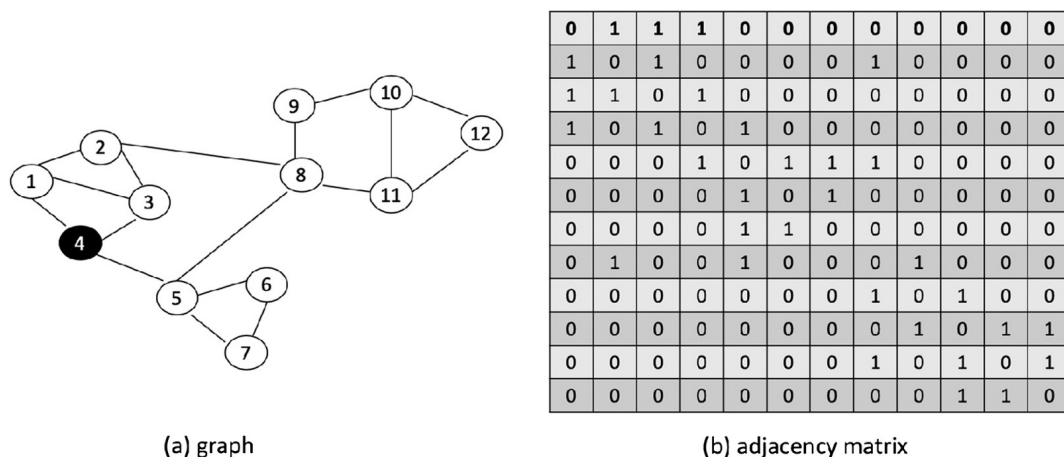 9
10
12
2
8
1
3
11
4
6
5
7
0 1 1 1 0 0 0 0 0 0 0 0
1 0 1 0 0 0 0 1 0 0 0 0
1 1 0 1 0 0 0 0 0 0 0 0
1 0 1 0 1 0 0 0 0 0 0 0
0 0 0 1 0 1 1 1 0 0 0 0
0 0 0 0 1 0 1 0 0 0 0 0
0 0 0 0 1 1 0 0 0 0 0 0
0 1 0 0 1 0 0 0 1 0 0 0
0 0 0 0 0 0 0 1 0 1 0 0
0 0 0 0 0 0 0 0 1 0 1 1
0 0 0 0 0 0 0 1 0 1 0 1
0 0 0 0 0 0 0 0 0 1 1 0
(a) graph
(b) adjacency matrix